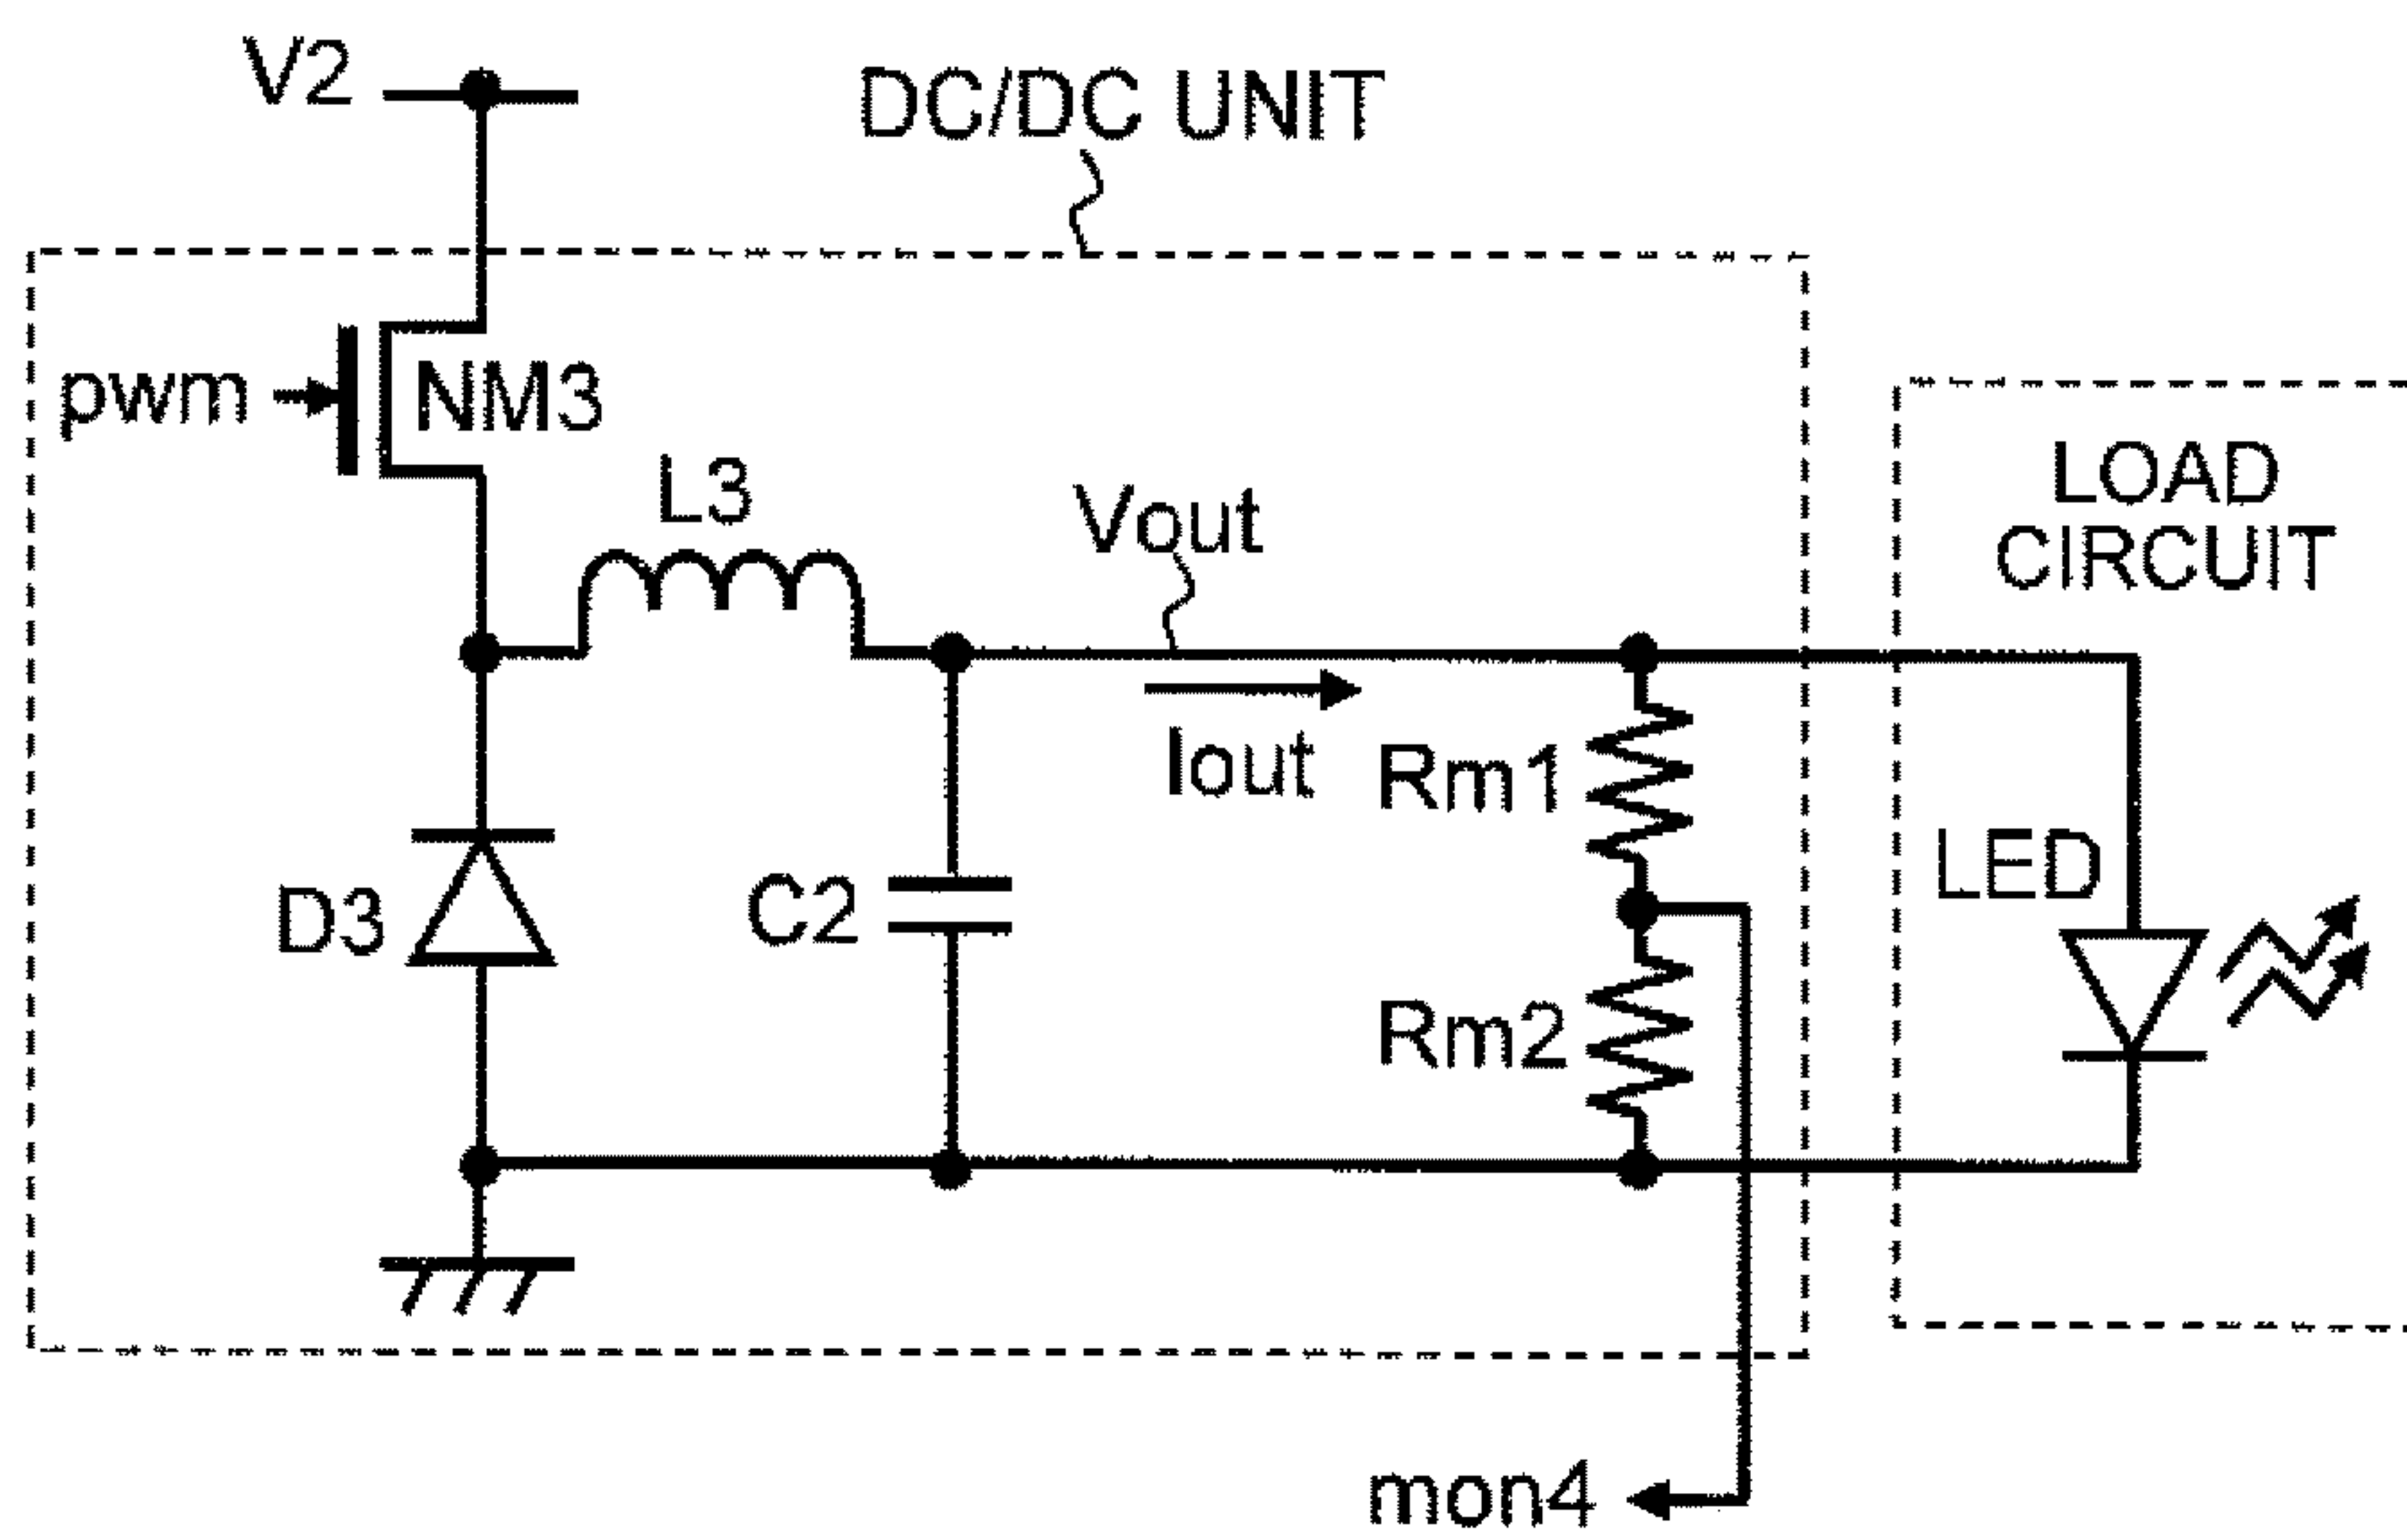 V2
DC/DC UNIT
pwm
NM3
L3
Vout
LOAD
CIRCUIT
Iout
Rm1
LED
D3
C2
Rm2
mon4